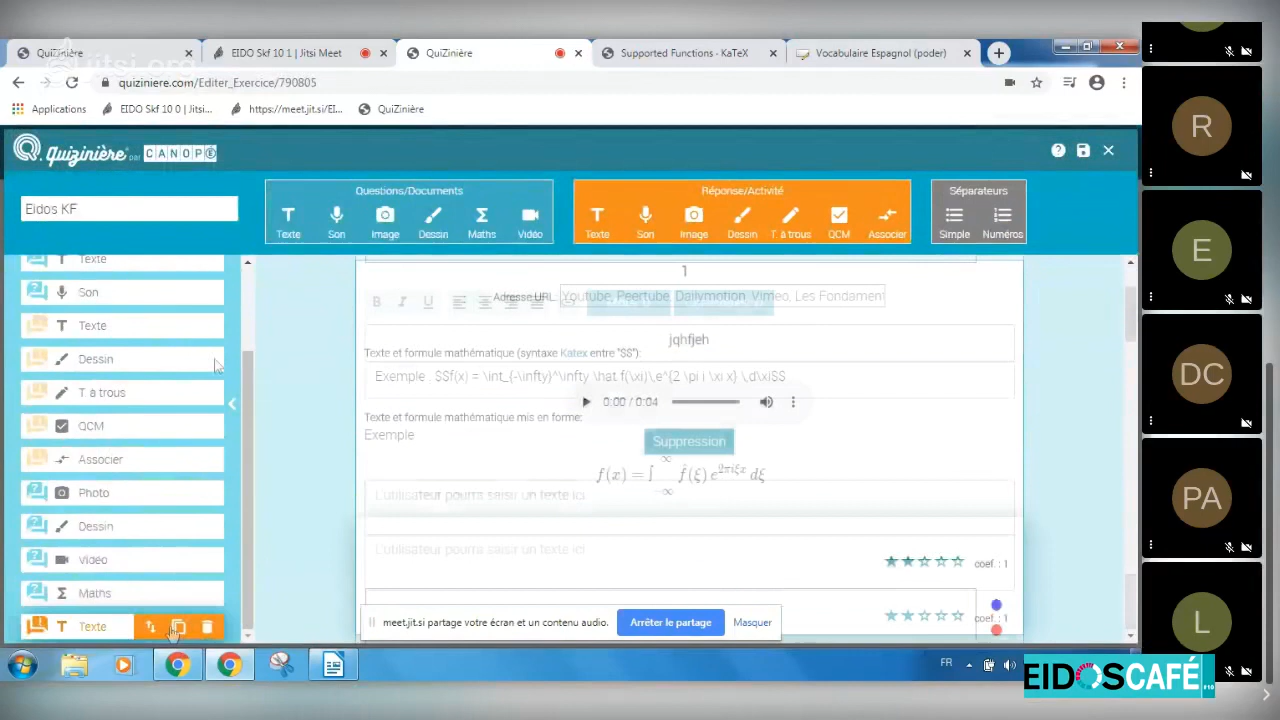 jitsi.org
QuiZinière
EIDO Skf 10 1 | Jitsi Meet
QuiZinière
Supported Functions - KaTeX
Vocabulaire Espagnol (poder)
quiziniere.com/Editer_Exercice/790805
Applications
EIDO Skf 10 0 | Jitsi...
https://meet.jit.si/EI...
QuiZinière
Quizinière par CANOPÉ
Eidos KF
Questions/Documents
Texte Son Image Dessin Maths Vidéo
Réponse/Activité
Texte Son Image Dessin T. à trous QCM Associer
Séparateurs
Simple Numéros
Texte
Son
Texte
Dessin
T. à trous
QCM
Associer
Photo
Dessin
Vidéo
Maths
Texte
1
B I U
Adresse URL:
Youtube, Peertube, Dailymotion, Vimeo, Les Fondament
jqhfjeh
Texte et formule mathématique (syntaxe Katex entre "$$"):
Exemple : $$f(x) = \int_{-\infty}^\infty \hat f(\xi)\,e^{2 \pi i \xi x} \,d\xi$$
0:00 / 0:04
Texte et formule mathématique mis en forme:
Exemple
Suppression
f(x) = ∫ ∞ −∞ f̂(ξ) e^{2πiξx} dξ
L'utilisateur pourra saisir un texte ici
L'utilisateur pourra saisir un texte ici
coef. : 1
coef. : 1
meet.jit.si partage votre écran et un contenu audio.
Arrêter le partage
Masquer
FR
R
E
DC
PA
L
EIDOSCAFÉ
#10